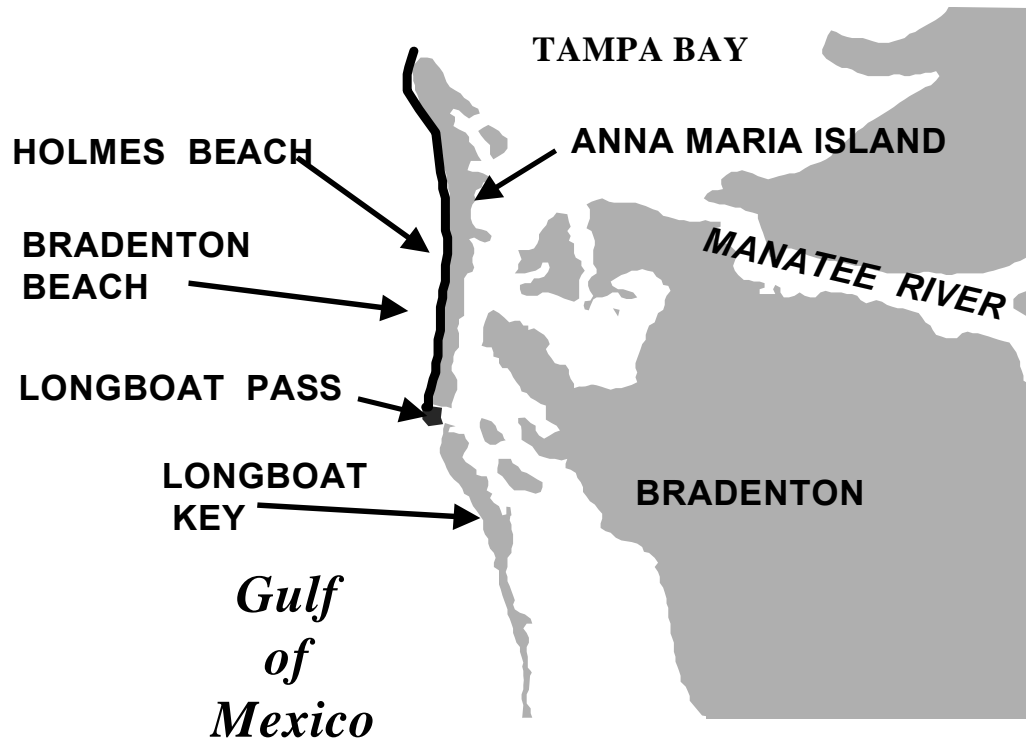 TAMPA BAY
HOLMES BEACH
ANNA MARIA ISLAND
BRADENTON
BEACH
MANATEE RIVER
LONGBOAT PASS
LONGBOAT
KEY
BRADENTON
Gulf
of
Mexico